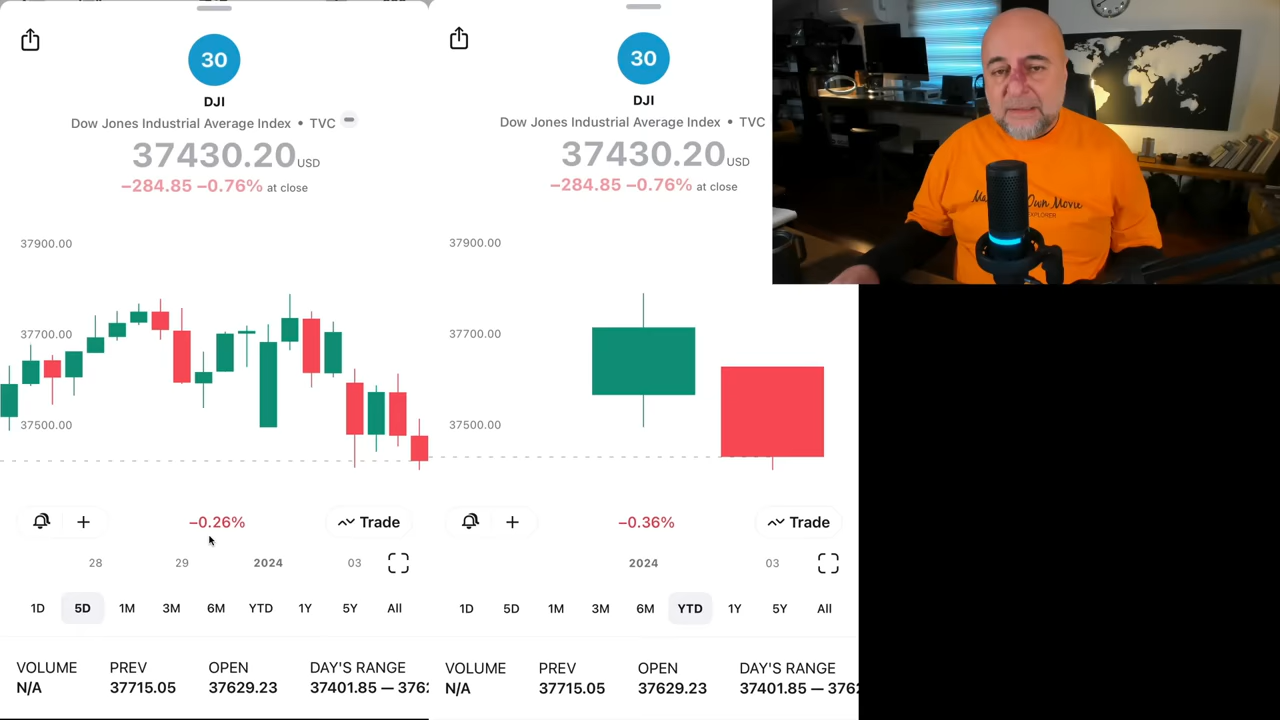 30
DJI
Dow Jones Industrial Average Index • TVC
37430.20 USD
−284.85 −0.76% at close
37900.00
37700.00
37500.00
−0.26%
Trade
28 29 2024 03
1D 5D 1M 3M 6M YTD 1Y 5Y All
VOLUME PREV OPEN DAY'S RANGE
N/A 37715.05 37629.23 37401.85 — 3762
30
DJI
Dow Jones Industrial Average Index • TVC
37430.20 USD
−284.85 −0.76% at close
37900.00
37700.00
37500.00
−0.36%
Trade
2024 03
1D 5D 1M 3M 6M YTD 1Y 5Y All
VOLUME PREV OPEN DAY'S RANGE
N/A 37715.05 37629.23 37401.85 — 3762
Own Movie